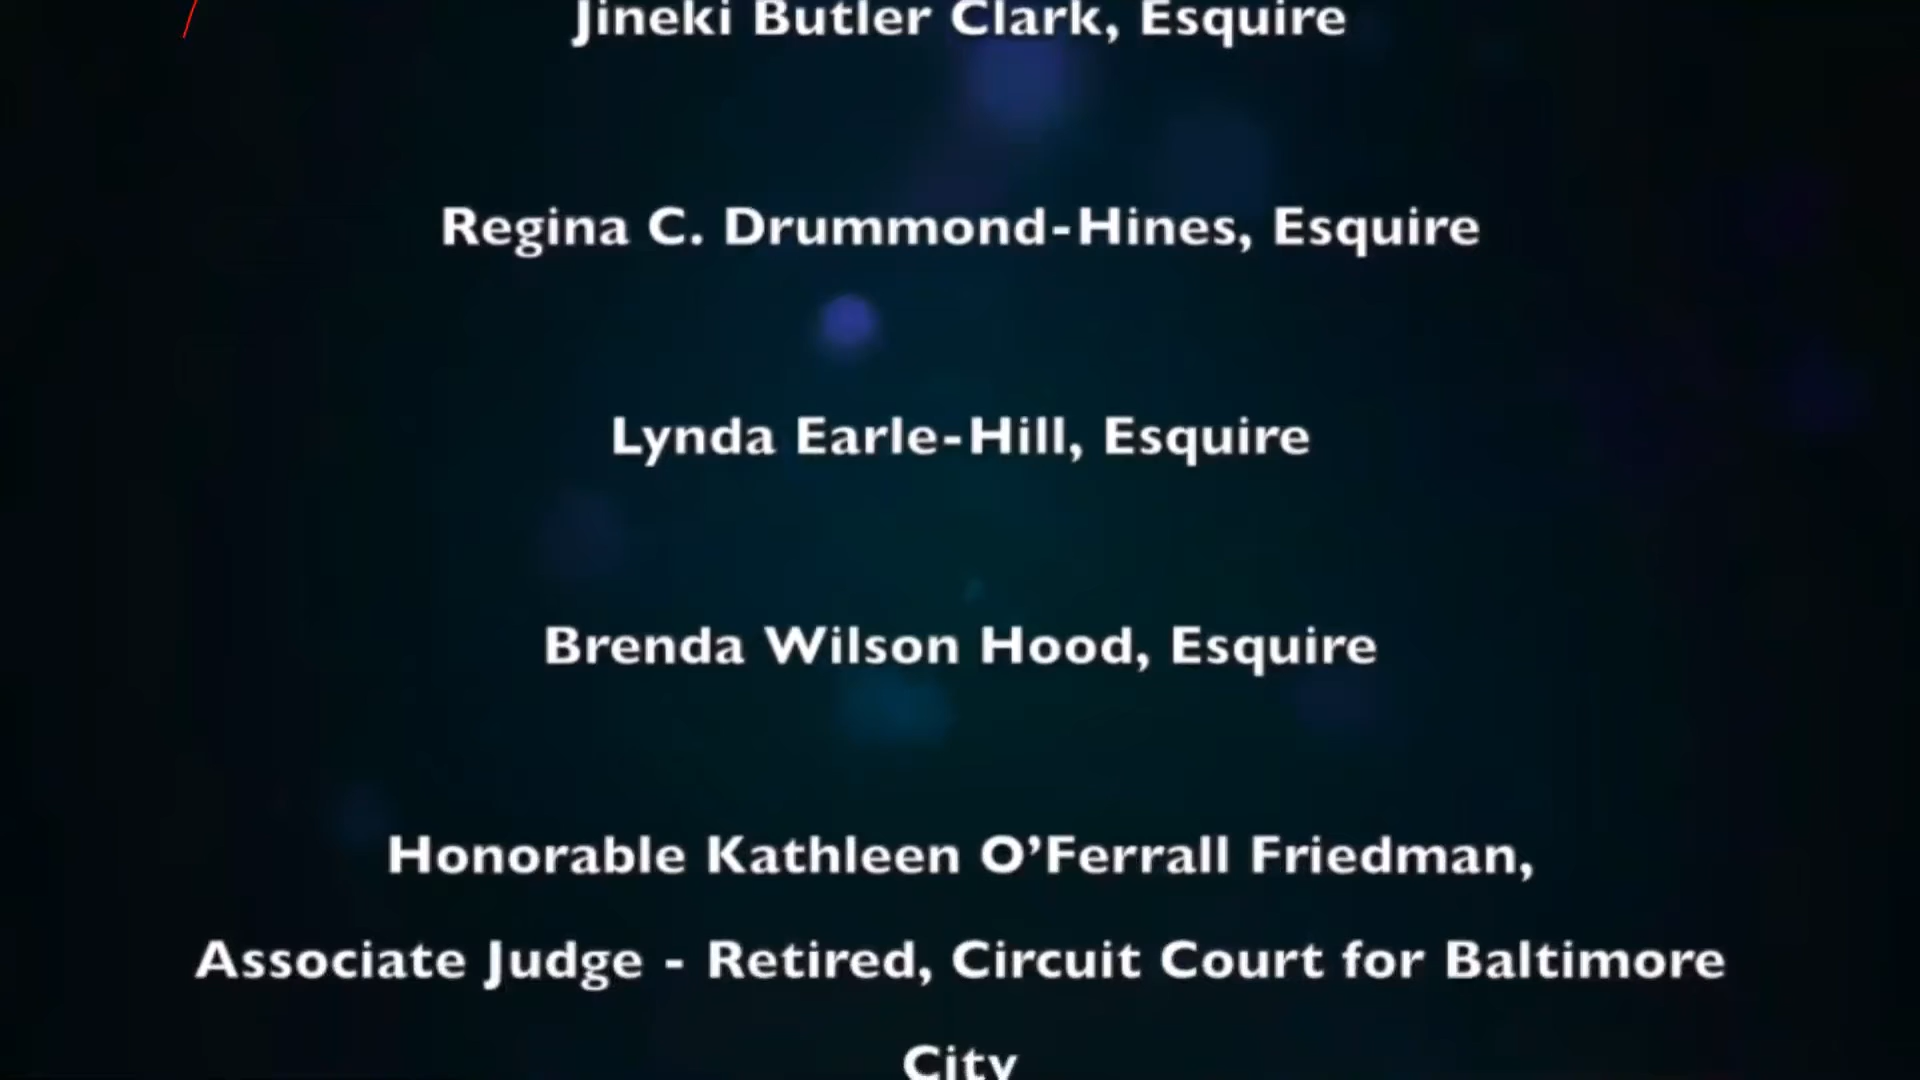 Jineki Butler Clark, Esquire
Regina C. Drummond-Hines, Esquire
Lynda Earle-Hill, Esquire
Brenda Wilson Hood, Esquire
Honorable Kathleen O’Ferrall Friedman,
Associate Judge - Retired, Circuit Court for Baltimore
City